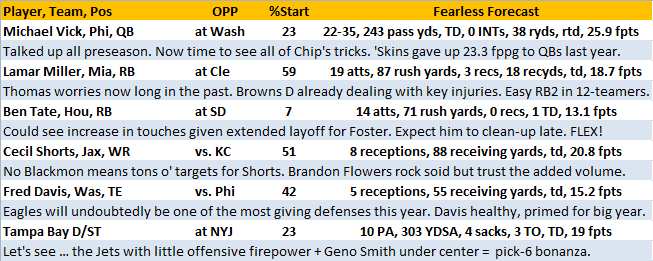 Player, Team, Pos OPP %Start Fearless Forecast
Michael Vick, Phi, QB at Wash 23 22-35, 243 pass yds, TD, 0 INTs, 38 ryds, rtd, 25.9 fpts
Talked up all preseason. Now time to see all of Chip's tricks. 'Skins gave up 23.3 fppg to QBs last year.
Lamar Miller, Mia, RB at Cle 59 19 atts, 87 rush yards, 3 recs, 18 recyds, td, 18.7 fpts
Thomas worries now long in the past. Browns D already dealing with key injuries. Easy RB2 in 12-teamers.
Ben Tate, Hou, RB at SD 7 14 atts, 71 rush yards, 0 recs, 1 TD, 13.1 fpts
Could see increase in touches given extended layoff for Foster. Expect him to clean-up late. FLEX!
Cecil Shorts, Jax, WR vs. KC 51 8 receptions, 88 receiving yards, td, 20.8 fpts
No Blackmon means tons o' targets for Shorts. Brandon Flowers rock soid but trust the added volume.
Fred Davis, Was, TE vs. Phi 42 5 receptions, 55 receiving yards, td, 15.2 fpts
Eagles will undoubtedly be one of the most giving defenses this year. Davis healthy, primed for big year.
Tampa Bay D/ST at NYJ 23 10 PA, 303 YDSA, 4 sacks, 3 TO, TD, 19 fpts
Let's see ... the Jets with little offensive firepower + Geno Smith under center = pick-6 bonanza.